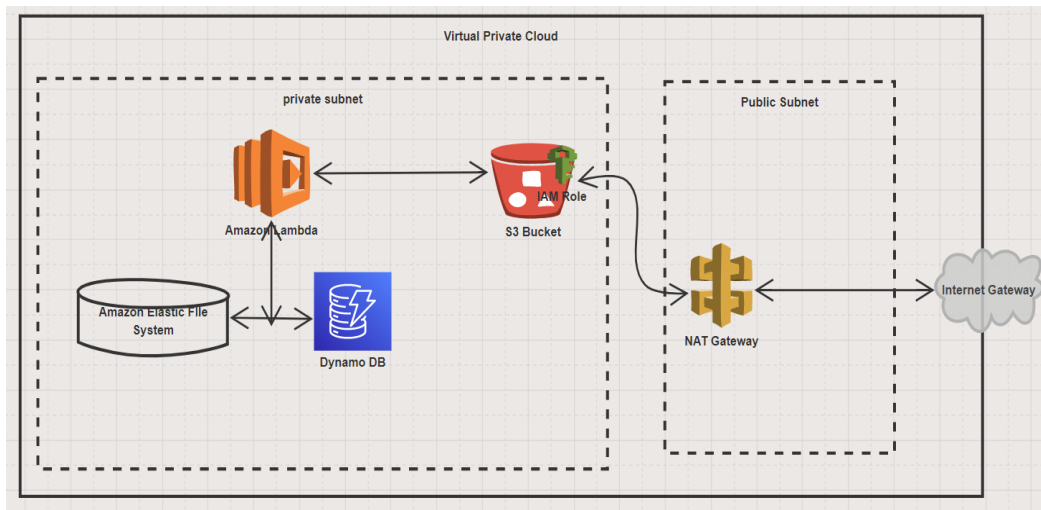 Virtual Private Cloud
private subnet
Public Subnet
IAM Role
Amazon Lambda
S3 Bucket
Amazon Elastic File
System
Internet Gateway
NAT Gateway
Dynamo DB